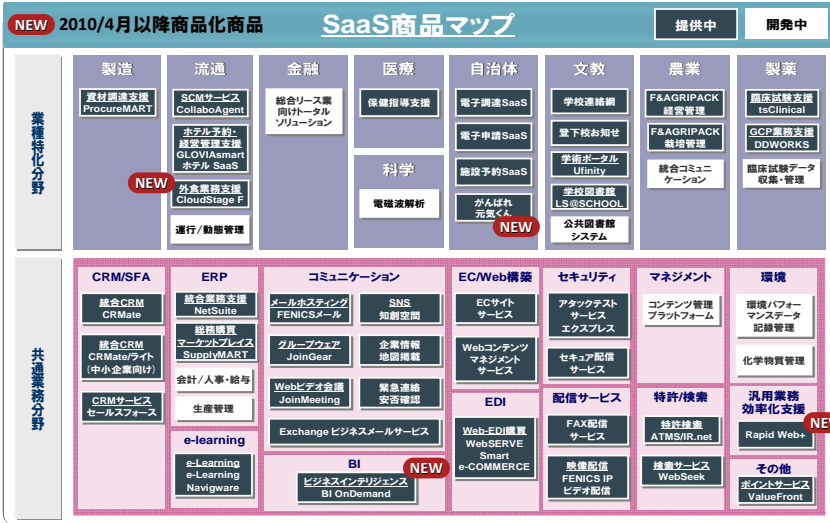 NEW 2010/4月以降商品化商品
SaaS商品マップ
提供中
開発中
業種特化分野
製造
資材調達支援
ProcureMART
流通
SCMサービス
CollaboAgent
ホテル予約・
経営管理支援
GLOVIAsmart
ホテル SaaS
NEW
外食業務支援
CloudStage F
運行/動態管理
金融
総合リース業
向けトータル
ソリューション
医療
保健指導支援
科学
電磁波解析
自治体
電子調達SaaS
電子申請SaaS
施設予約SaaS
がんばれ
元気くん
NEW
文教
学校連絡網
登下校お知せ
学術ポータル
Ufinity
学校図書館
LS@SCHOOL
公共図書館
システム
農業
F&AGRIPACK
経営管理
F&AGRIPACK
栽培管理
統合コミュニ
ケーション
製薬
臨床試験支援
tsClinical
GCP業務支援
DDWORKS
臨床試験データ
収集・管理
共通業務分野
CRM/SFA
統合CRM
CRMate
統合CRM
CRMate/ライト
(中小企業向け)
CRMサービス
セールスフォース
ERP
統合業務支援
NetSuite
総務購買
マーケットプレイス
SupplyMART
会計/人事・給与
生産管理
e-learning
e-Learning
e-Learning
Navigware
コミュニケーション
メールホスティング
FENICSメール
SNS
知創空間
グループウェア
JoinGear
企業情報
地図掲載
Webビデオ会議
JoinMeeting
緊急連絡
安否確認
Exchange ビジネスメールサービス
BI
NEW
ビジネスインテリジェンス
BI OnDemand
EC/Web構築
ECサイト
サービス
Webコンテンツ
マネジメント
サービス
EDI
Web-EDI購買
WebSERVE
Smart
e-COMMERCE
セキュリティ
アタックテスト
サービス
エクスプレス
セキュア配信
サービス
配信サービス
FAX配信
サービス
映像配信
FENICS IP
ビデオ配信
マネジメント
コンテンツ管理
プラットフォーム
特許/検索
特許検索
ATMS/IR.net
検索サービス
WebSeek
環境
環境パフォー
マンスデータ
記録管理
化学物質管理
汎用業務
効率化支援
NEW
Rapid Web+
その他
ポイントサービス
ValueFront